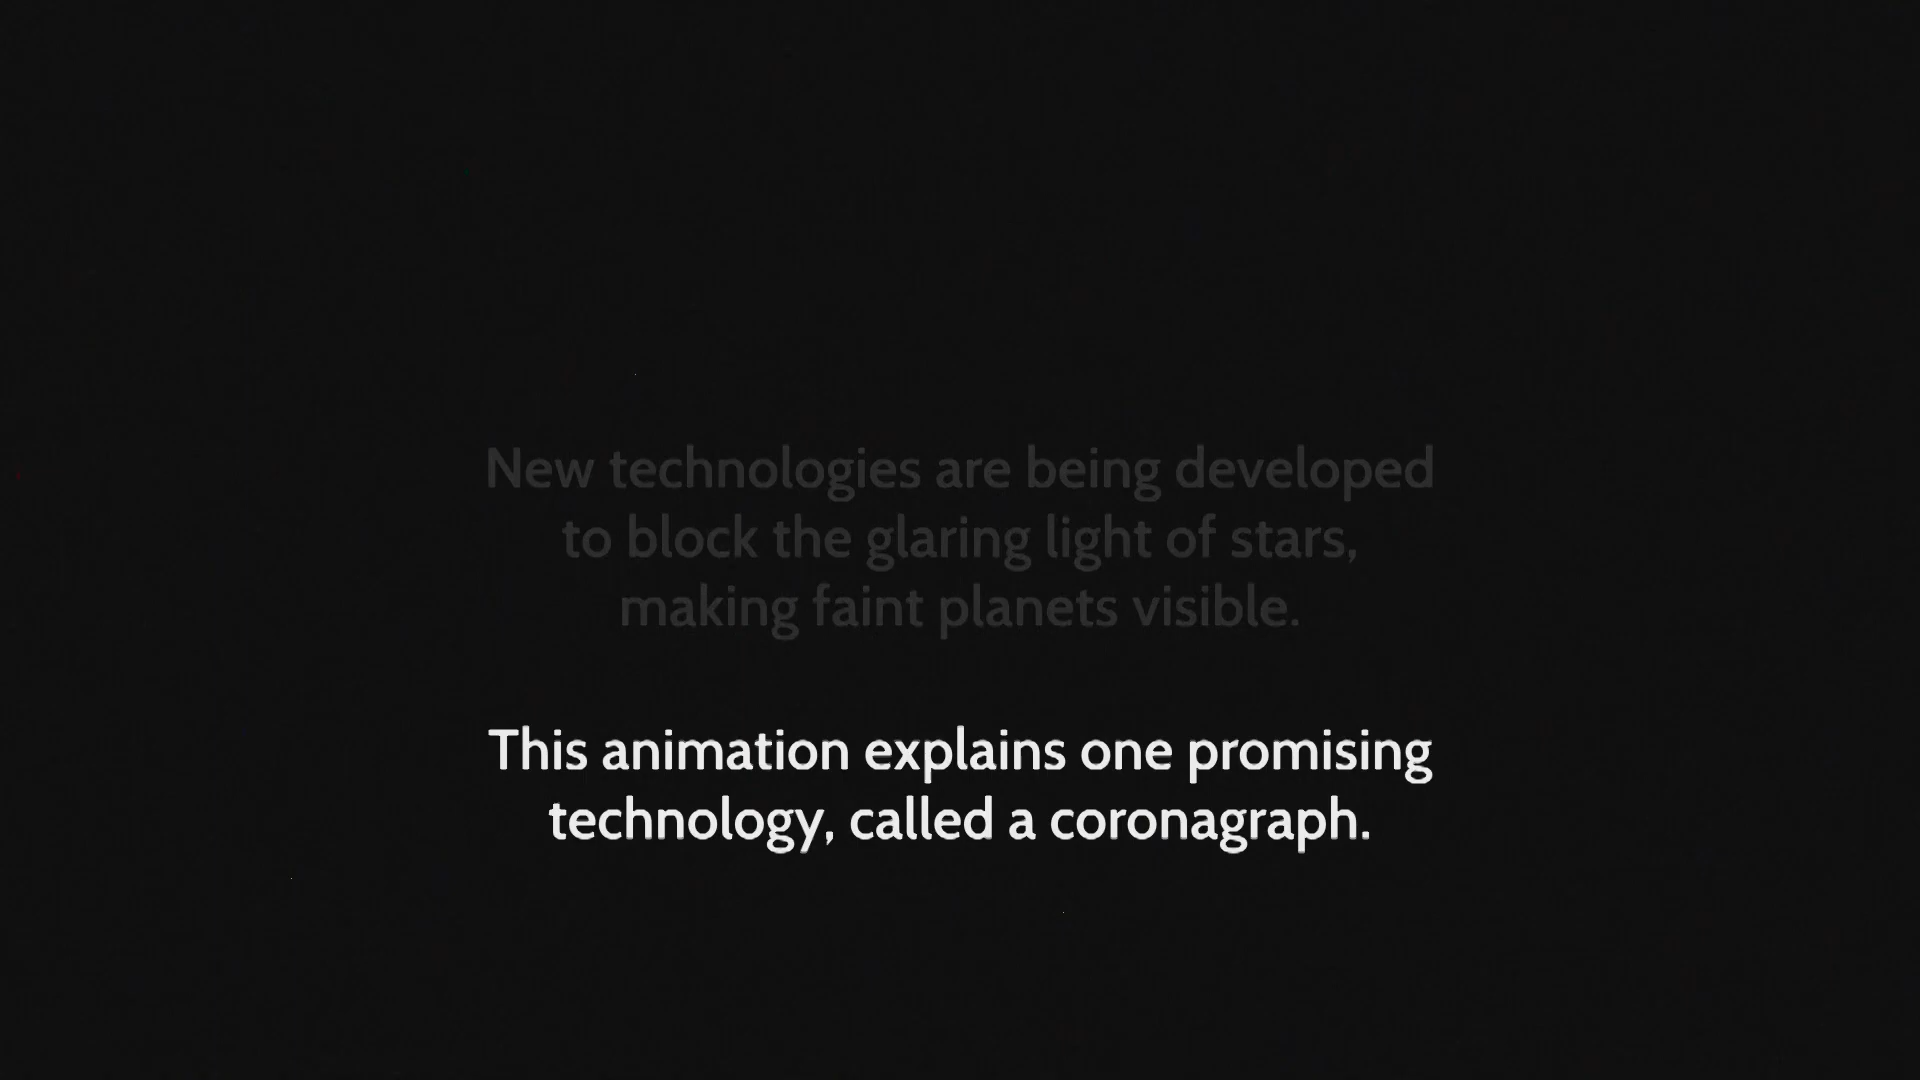 New technologies are being developed
to block the glaring light of stars,
making faint planets visible.
This animation explains one promising
technology, called a coronagraph.